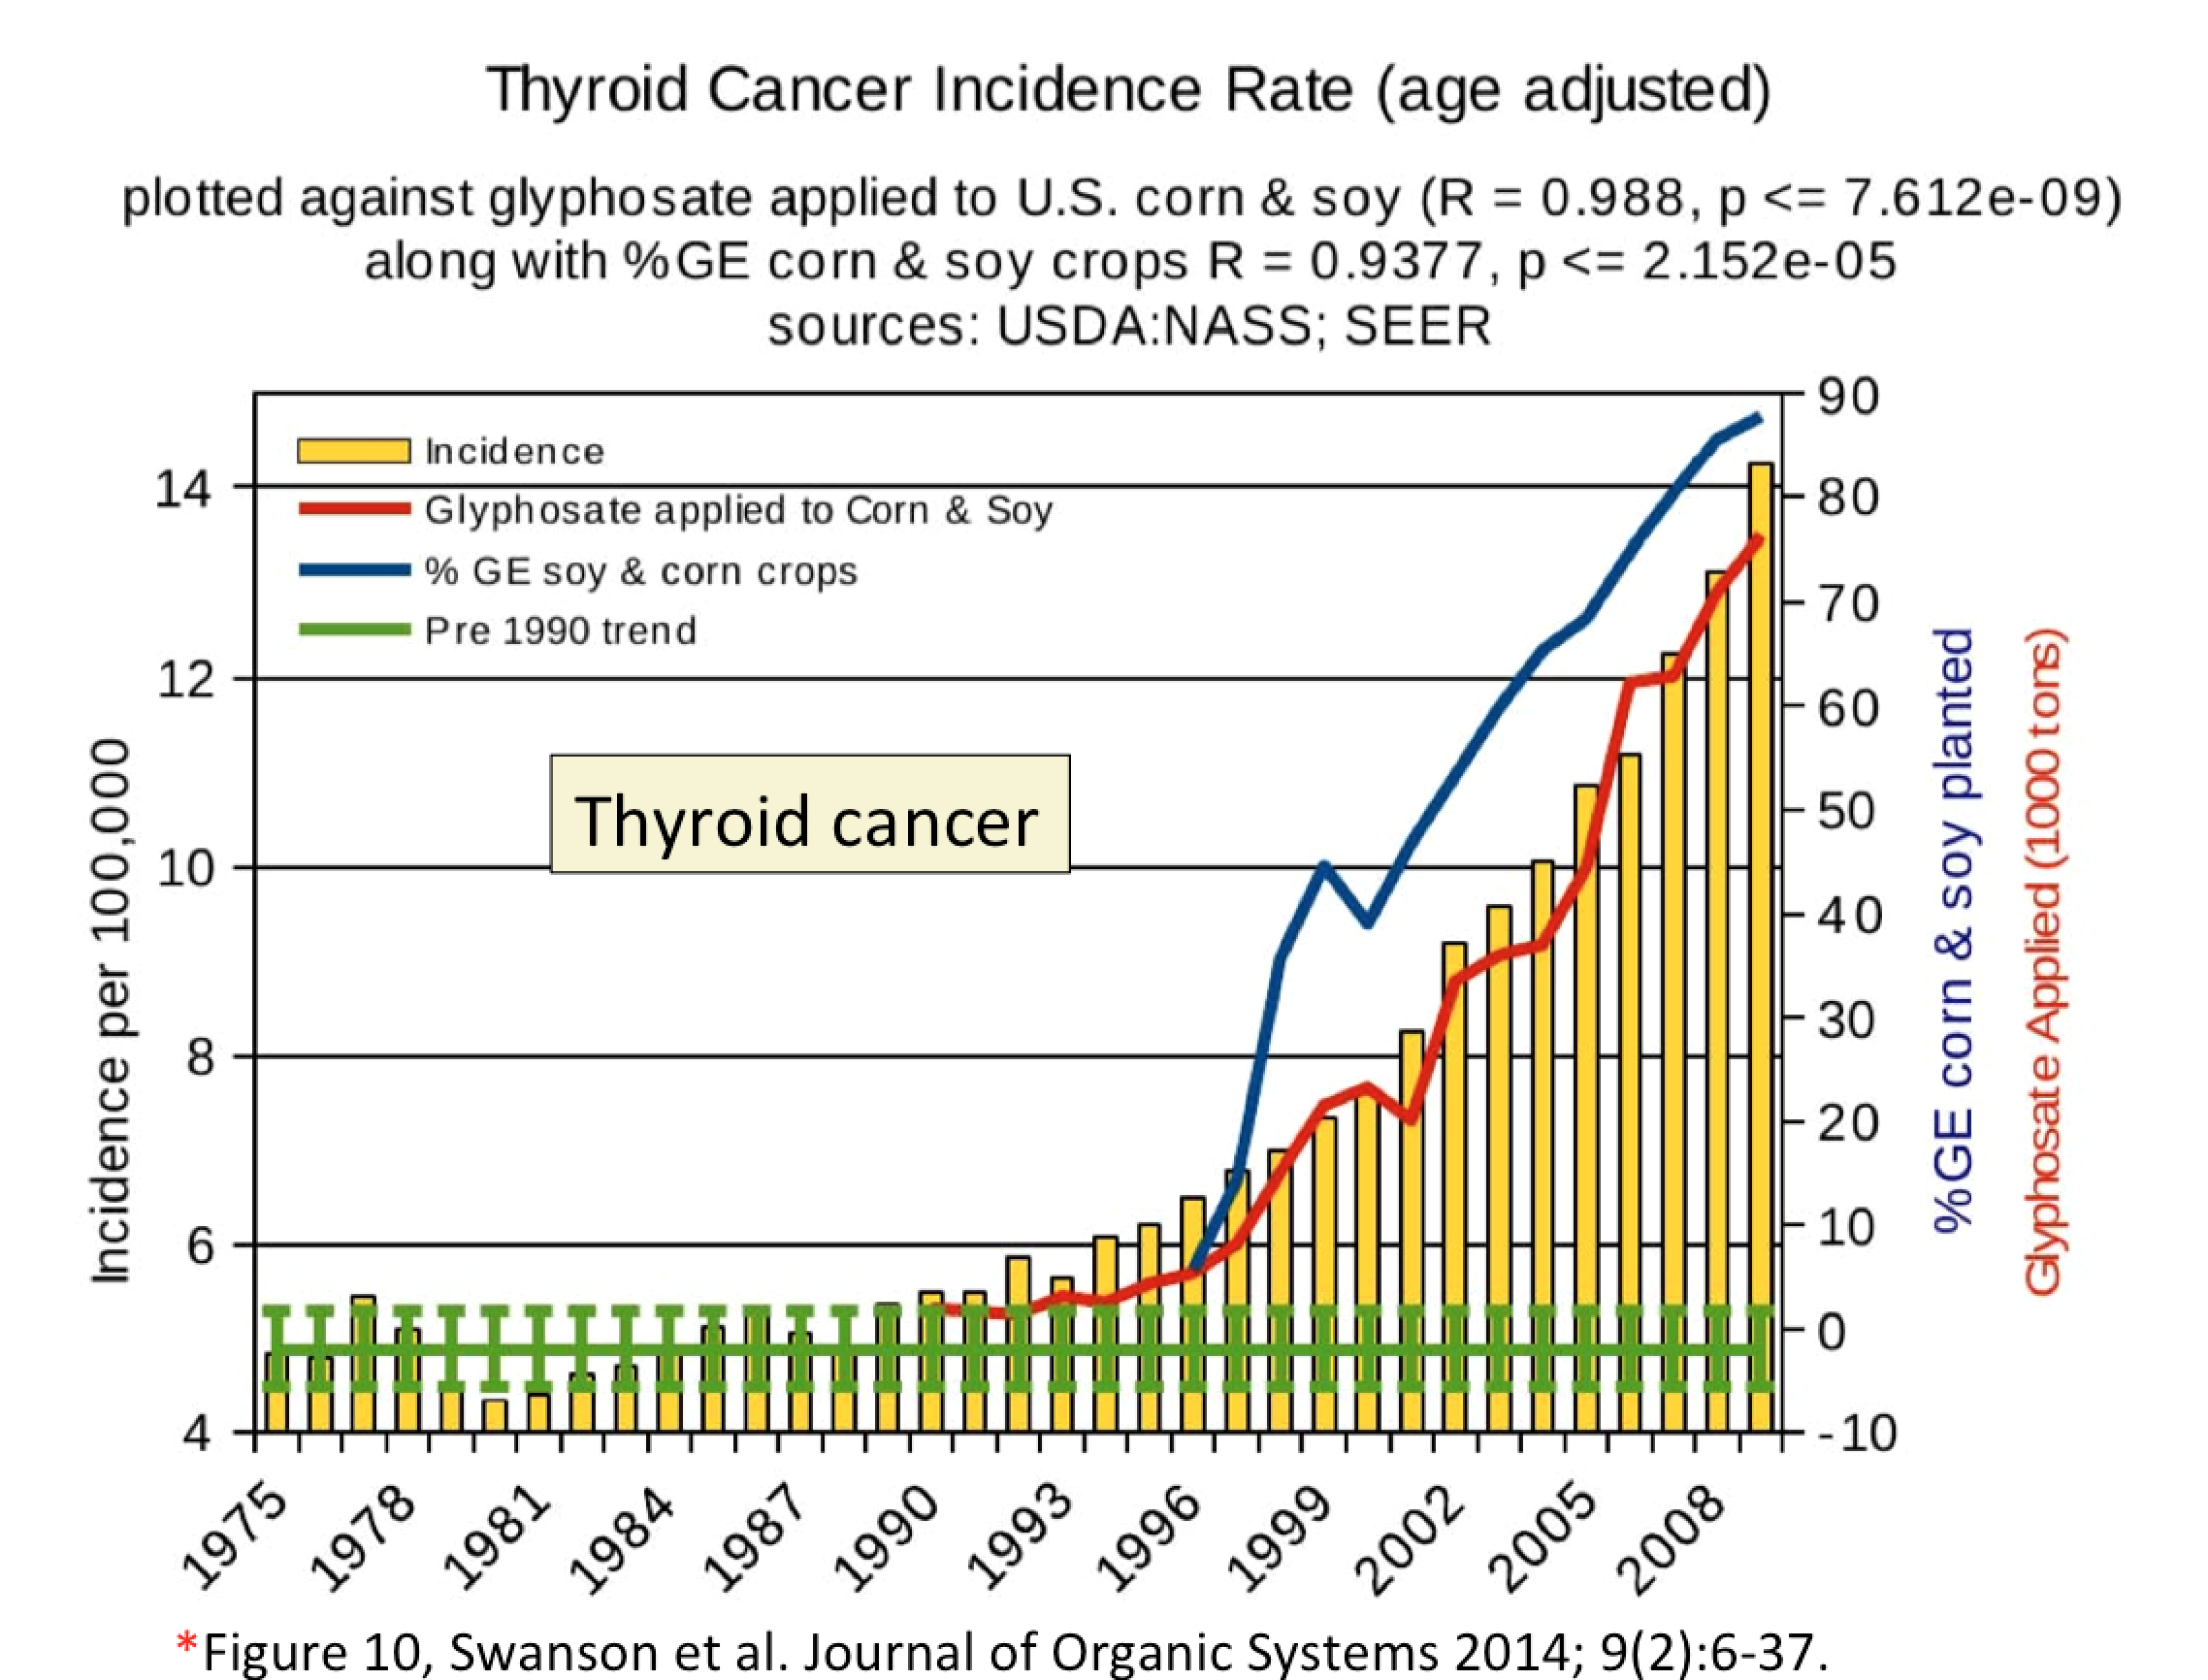 Thyroid Cancer Incidence Rate (age adjusted)
plotted against glyphosate applied to U.S. corn & soy (R = 0.988, p <= 7.612e-09)
along with %GE corn & soy crops R = 0.9377, p <= 2.152e-05
sources: USDA:NASS; SEER
Incidence
Glyphosate applied to Corn & Soy
% GE soy & corn crops
Pre 1990 trend
Thyroid cancer
Incidence per 100,000
14
12
10
8
6
4
90
80
70
60
50
40
30
20
10
0
-10
%GE corn & soy planted
Glyphosate Applied (1000 tons)
1975
1978
1981
1984
1987
1990
1993
1996
1999
2002
2005
2008
*Figure 10, Swanson et al. Journal of Organic Systems 2014; 9(2):6-37.